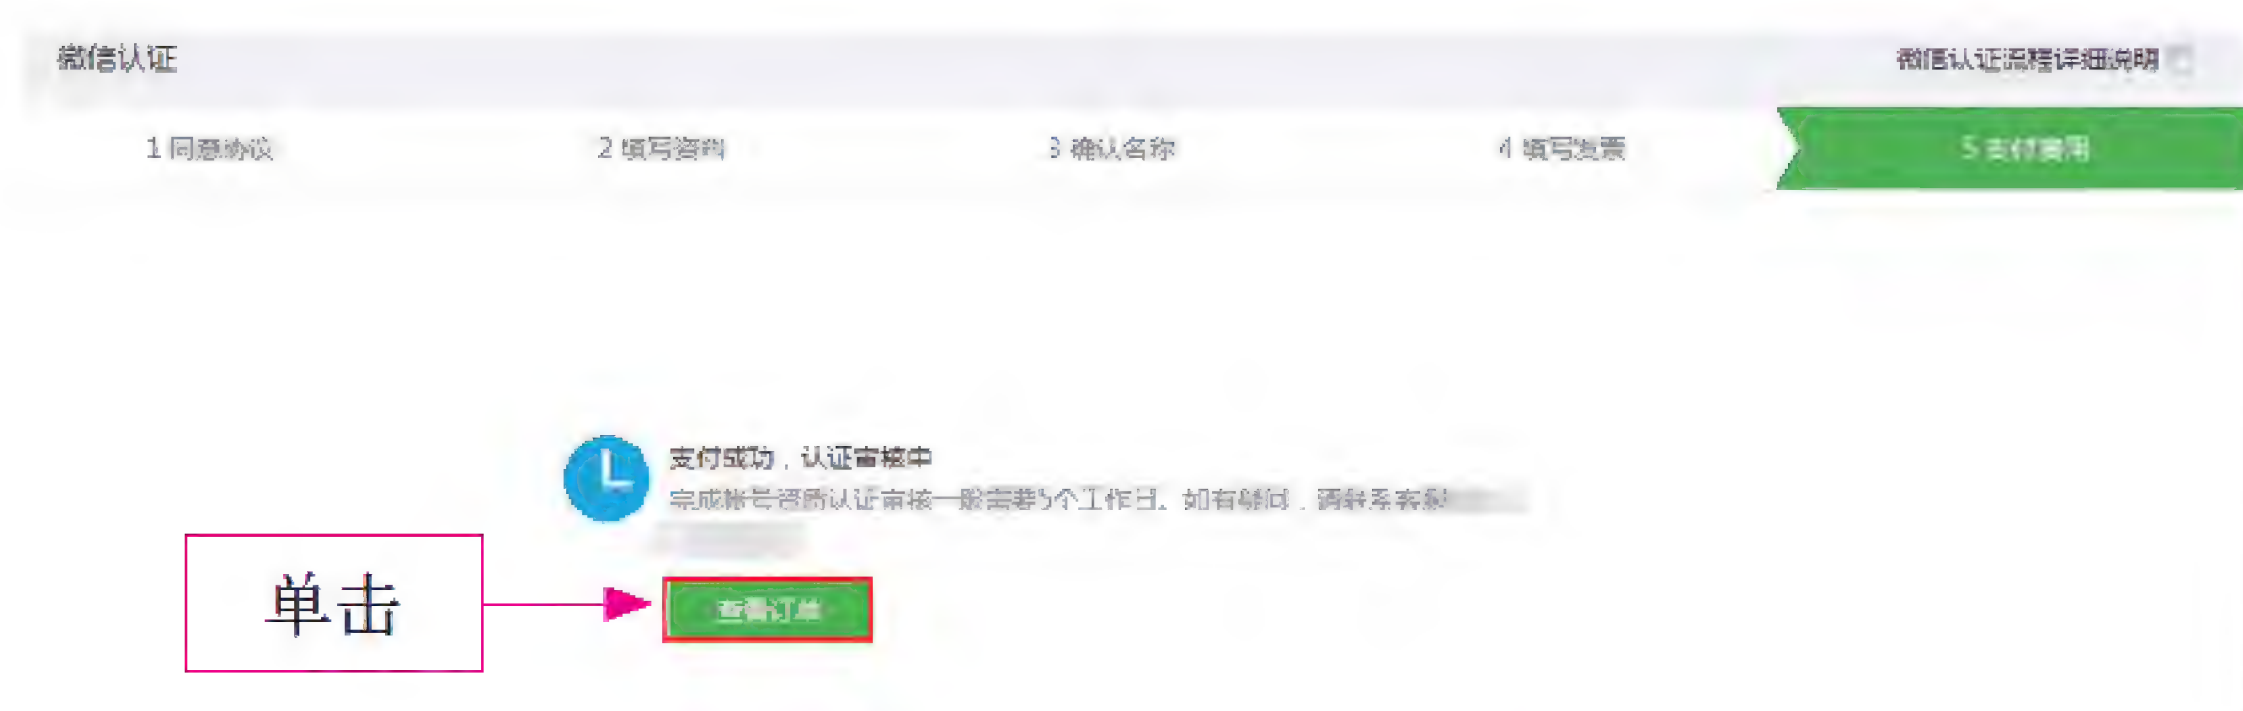 微信认证
微信认证流程详细说明
1 同意协议
2 填写资料
3 确认名称
4 填写发票
5 支付费用
支付成功，认证审核中
完成帐号资质认证审核一般需要5个工作日。如有疑问，请联系客服
单击
查看订单